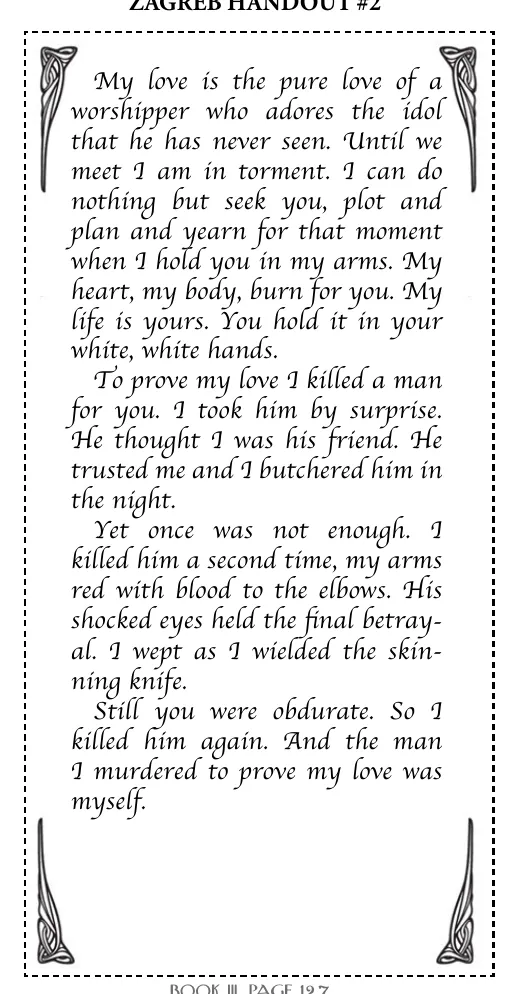 ZAGREB HANDOUT #2
My love is the pure love of a
worshipper who adores the idol
that he has never seen. Until we
meet I am in torment. I can do
nothing but seek you, plot and
plan and yearn for that moment
when I hold you in my arms. My
heart, my body, burn for you. My
life is yours. You hold it in your
white, white hands.
To prove my love I killed a man
for you. I took him by surprise.
He thought I was his friend. He
trusted me and I butchered him in
the night.
Yet once was not enough. I
killed him a second time, my arms
red with blood to the elbows. His
shocked eyes held the final betray-
al. I wept as I wielded the skin-
ning knife.
Still you were obdurate. So I
killed him again. And the man
I murdered to prove my love was
myself.
BOOK III, PAGE 197